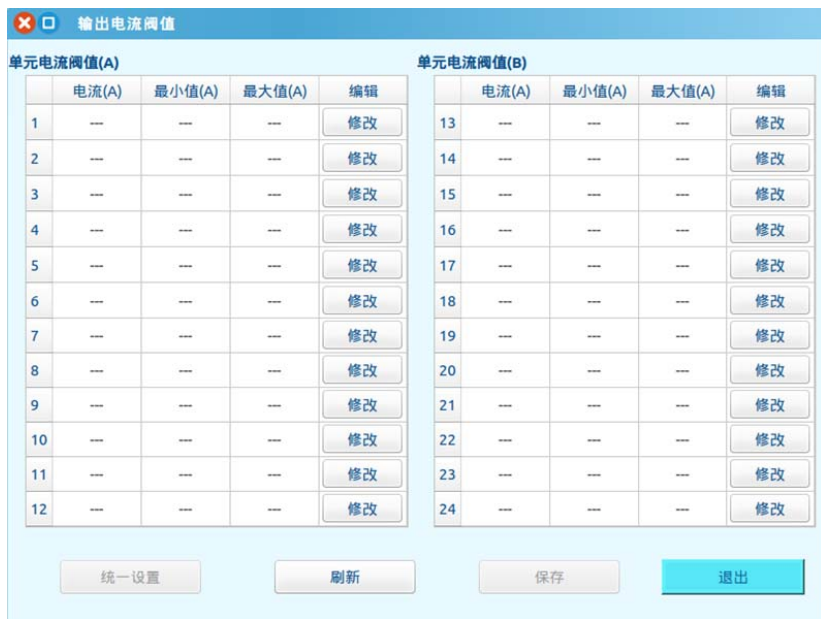 输出电流阀值
单元电流阀值(A)
电流(A) 最小值(A) 最大值(A) 编辑
1 --- --- --- 修改
2 --- --- --- 修改
3 --- --- --- 修改
4 --- --- --- 修改
5 --- --- --- 修改
6 --- --- --- 修改
7 --- --- --- 修改
8 --- --- --- 修改
9 --- --- --- 修改
10 --- --- --- 修改
11 --- --- --- 修改
12 --- --- --- 修改
单元电流阀值(B)
电流(A) 最小值(A) 最大值(A) 编辑
13 --- --- --- 修改
14 --- --- --- 修改
15 --- --- --- 修改
16 --- --- --- 修改
17 --- --- --- 修改
18 --- --- --- 修改
19 --- --- --- 修改
20 --- --- --- 修改
21 --- --- --- 修改
22 --- --- --- 修改
23 --- --- --- 修改
24 --- --- --- 修改
统一设置 刷新 保存 退出